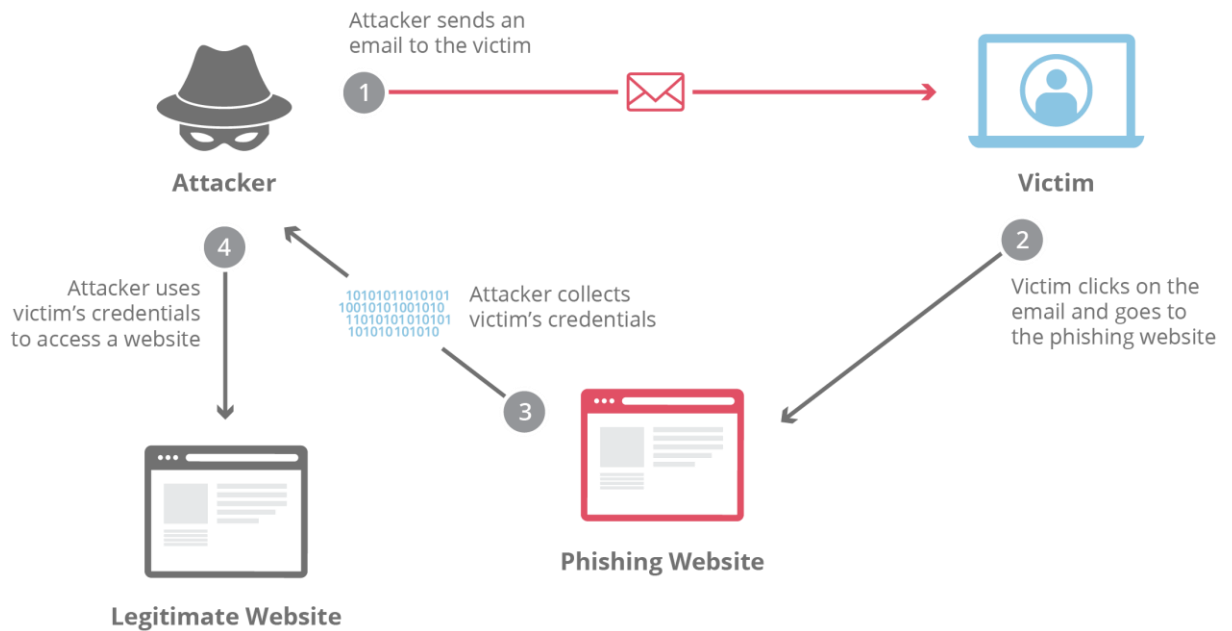 Attacker sends an
email to the victim
1
Attacker
Victim
4
2
Attacker uses
victim’s credentials
to access a website
10101011010101
10010101001010
11010101010101
101010101010
Attacker collects
victim’s credentials
Victim clicks on the
email and goes to
the phishing website
3
Phishing Website
Legitimate Website